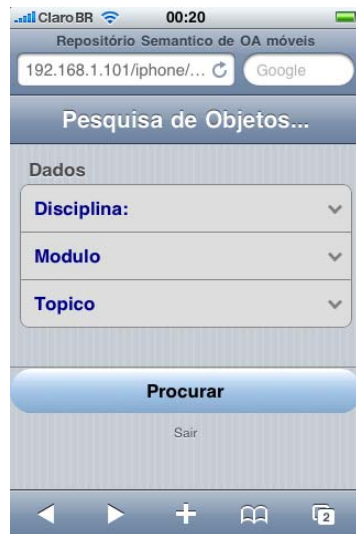 Claro BR 00:20
Repositório Semantico de OA móveis
192.168.1.101/iphone/... Google
Pesquisa de Objetos...
Dados
Disciplina:
Modulo
Topico
Procurar
Sair
2